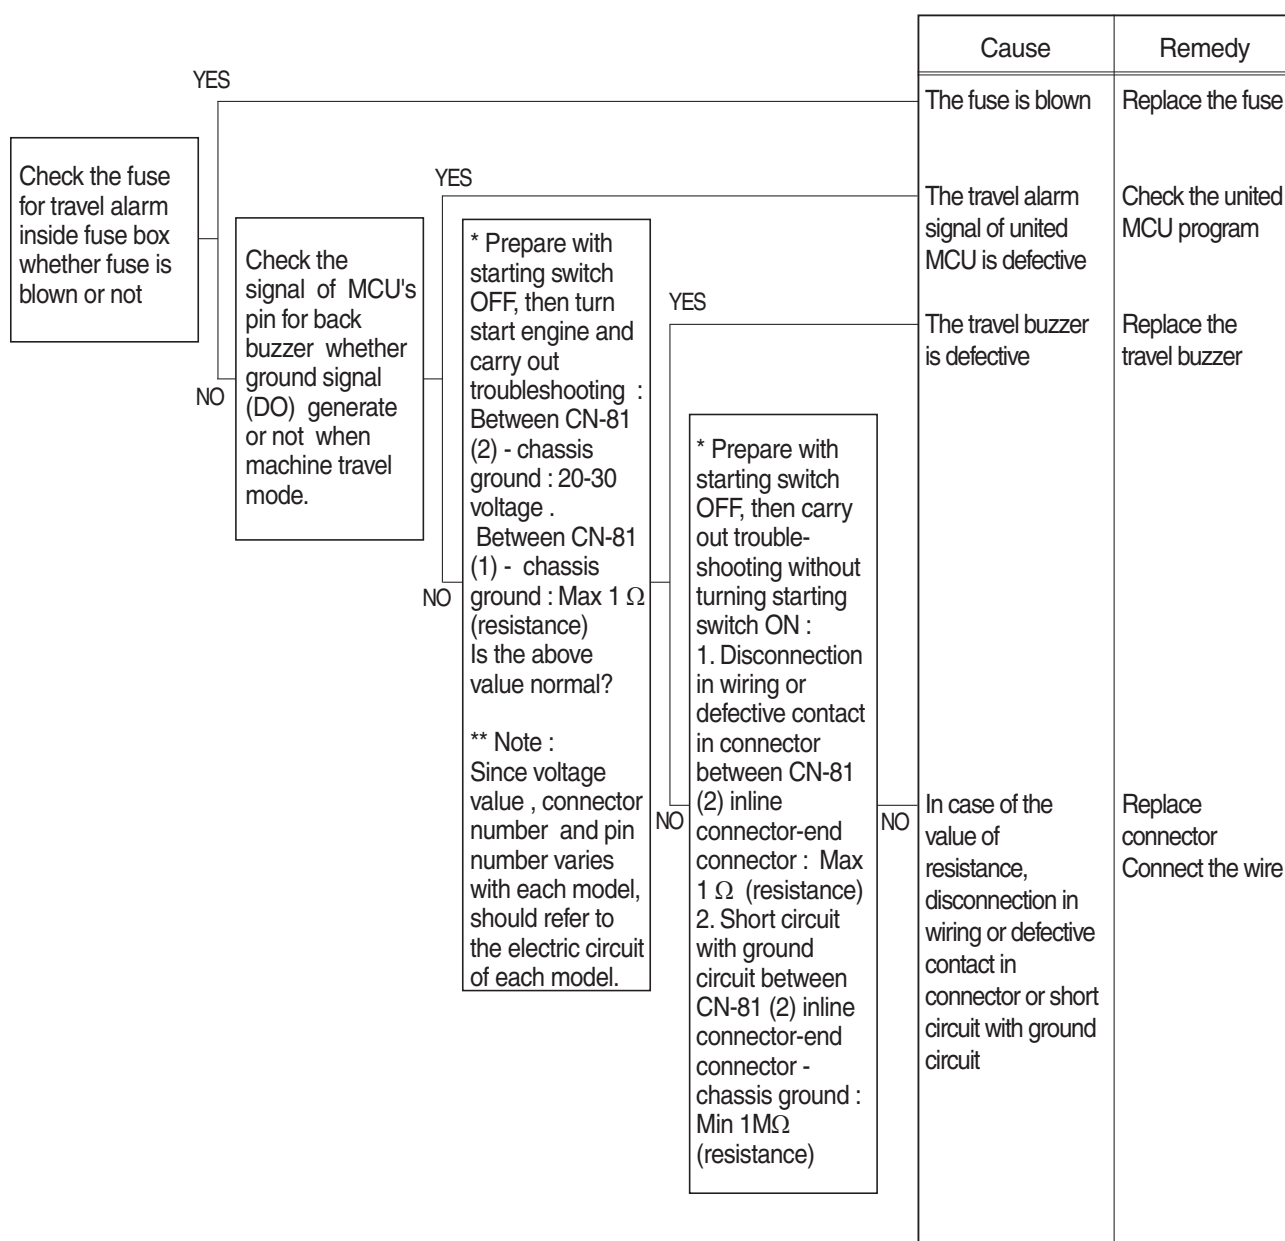 Cause
Remedy
YES
The fuse is blown
Replace the fuse
Check the fuse
for travel alarm
inside fuse box
whether fuse is
blown or not
YES
The travel alarm
signal of united
MCU is defective
Check the united
MCU program
NO
Check the
signal of MCU's
pin for back
buzzer whether
ground signal
(DO) generate
or not when
machine travel
mode.
* Prepare with
starting switch
OFF, then turn
start engine and
carry out
troubleshooting :
Between CN-81
(2) - chassis
ground : 20-30
voltage .
Between CN-81
(1) - chassis
ground : Max 1 Ω
(resistance)
Is the above
value normal?
** Note :
Since voltage
value , connector
number and pin
number varies
with each model,
should refer to
the electric circuit
of each model.
NO
YES
The travel buzzer
is defective
Replace the
travel buzzer
* Prepare with
starting switch
OFF, then carry
out trouble-
shooting without
turning starting
switch ON :
1. Disconnection
in wiring or
defective contact
in connector
between CN-81
(2) inline
connector-end
connector : Max
1 Ω (resistance)
2. Short circuit
with ground
circuit between
CN-81 (2) inline
connector-end
connector -
chassis ground :
Min 1MΩ
(resistance)
NO
NO
In case of the
value of
resistance,
disconnection in
wiring or defective
contact in
connector or short
circuit with ground
circuit
Replace
connector
Connect the wire